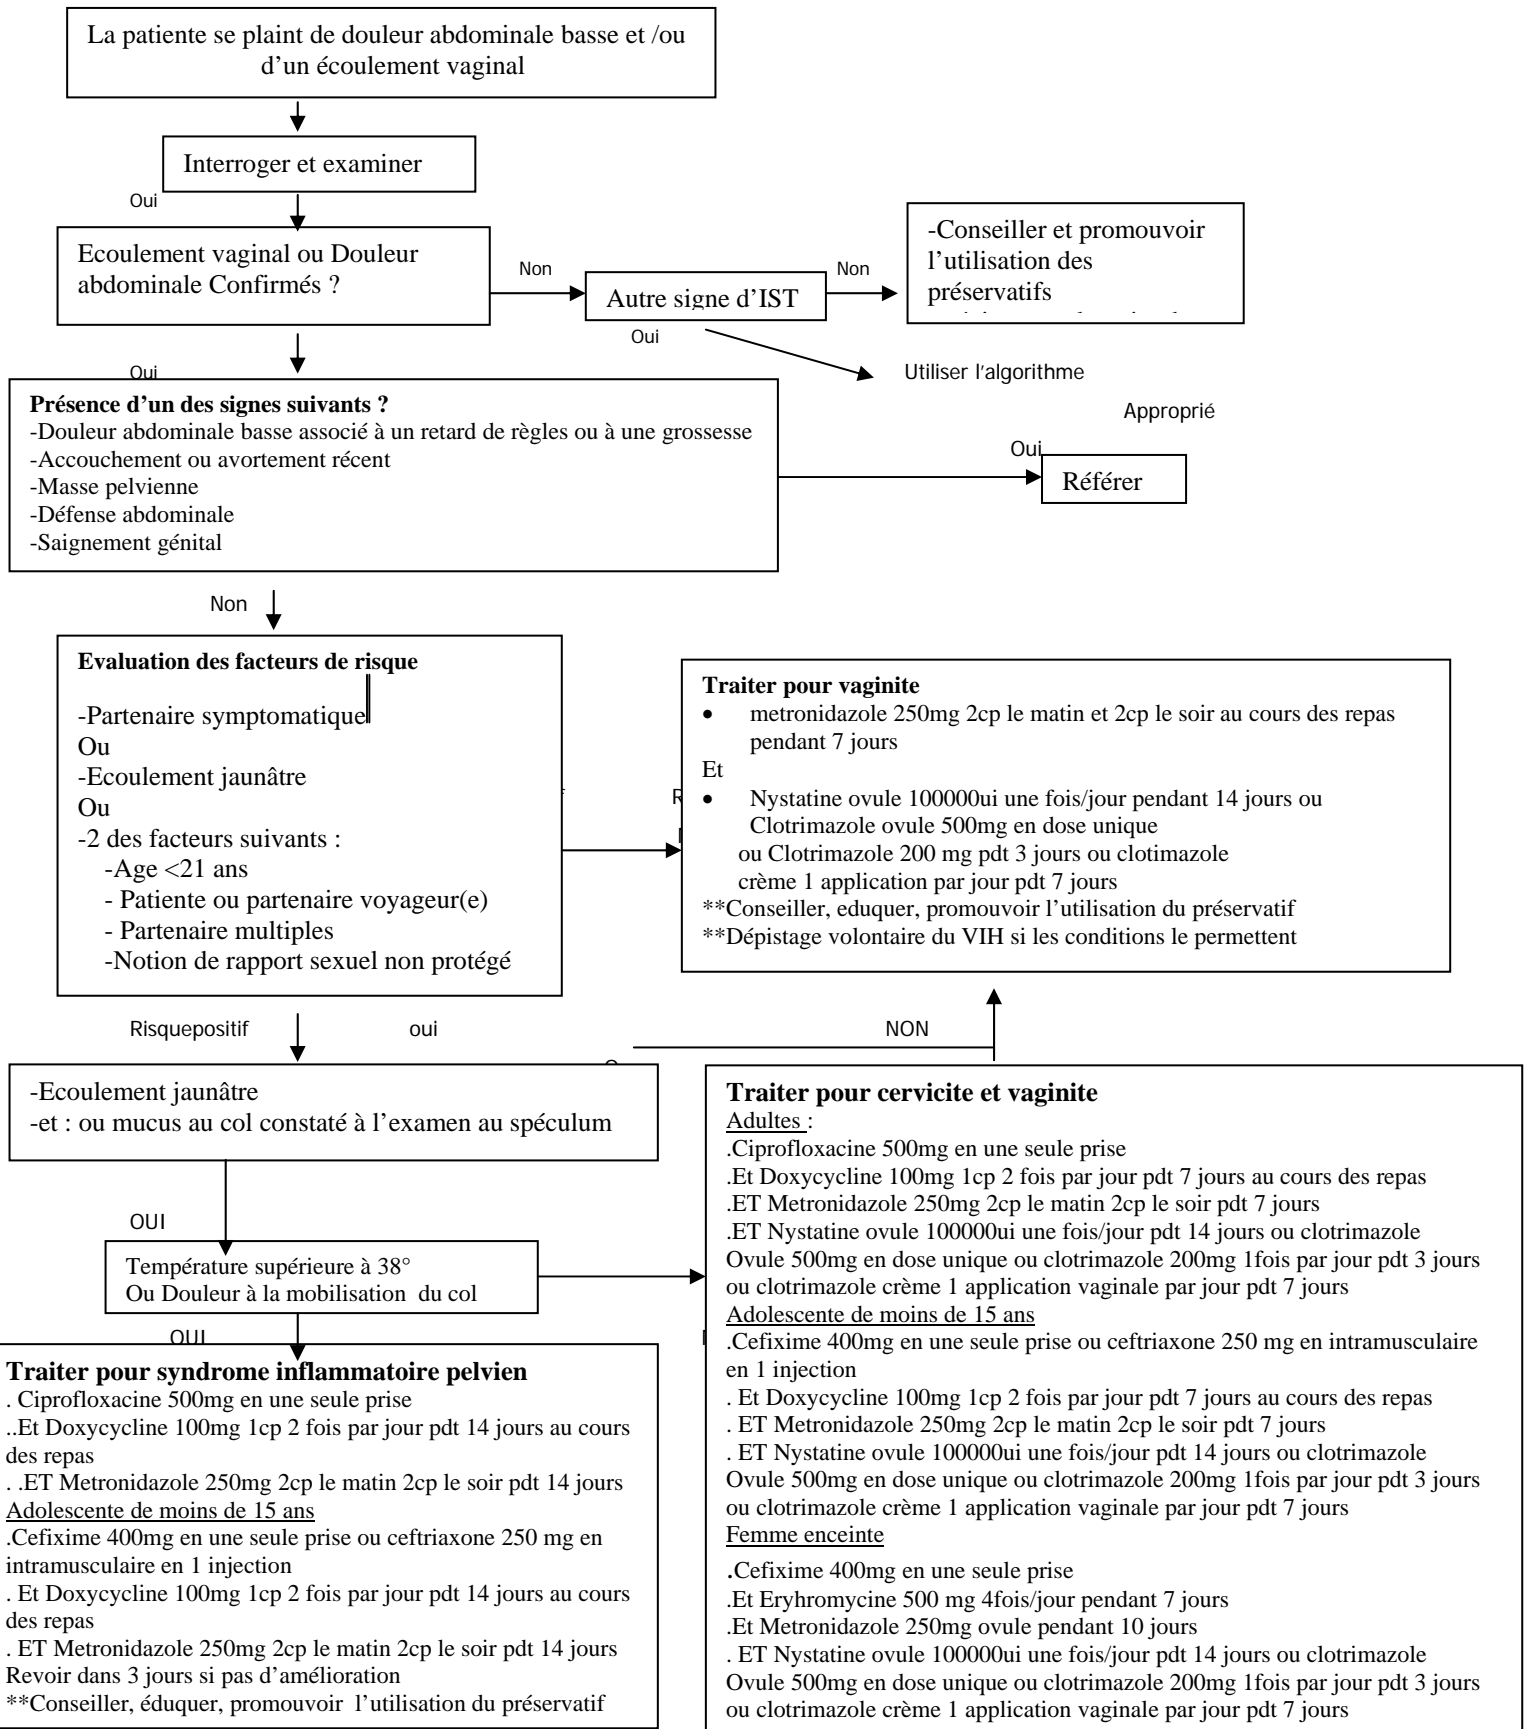 La patiente se plaint de douleur abdominale basse et /ou
d’un écoulement vaginal
Interroger et examiner
Oui
Ecoulement vaginal ou Douleur
abdominale Confirmés ?
Non
Autre signe d’IST
Non
-Conseiller et promouvoir
l’utilisation des
préservatifs
Oui
Utiliser l’algorithme
Approprié
Oui
Présence d’un des signes suivants ?
-Douleur abdominale basse associé à un retard de règles ou à une grossesse
-Accouchement ou avortement récent
-Masse pelvienne
-Défense abdominale
-Saignement génital
Oui
Référer
Non
Evaluation des facteurs de risque
-Partenaire symptomatique
Ou
-Ecoulement jaunâtre
Ou
-2 des facteurs suivants :
-Age <21 ans
- Patiente ou partenaire voyageur(e)
- Partenaire multiples
-Notion de rapport sexuel non protégé
Traiter pour vaginite
• metronidazole 250mg 2cp le matin et 2cp le soir au cours des repas
pendant 7 jours
Et
• Nystatine ovule 100000ui une fois/jour pendant 14 jours ou
Clotrimazole ovule 500mg en dose unique
ou Clotrimazole 200 mg pdt 3 jours ou clotimazole
crème 1 application par jour pdt 7 jours
**Conseiller, eduquer, promouvoir l’utilisation du préservatif
**Dépistage volontaire du VIH si les conditions le permettent
Risquepositif oui
NON
-Ecoulement jaunâtre
-et : ou mucus au col constaté à l’examen au spéculum
OUI
Température supérieure à 38°
Ou Douleur à la mobilisation du col
OUI
Traiter pour syndrome inflammatoire pelvien
. Ciprofloxacine 500mg en une seule prise
..Et Doxycycline 100mg 1cp 2 fois par jour pdt 14 jours au cours
des repas
. .ET Metronidazole 250mg 2cp le matin 2cp le soir pdt 14 jours
Adolescente de moins de 15 ans
.Cefixime 400mg en une seule prise ou ceftriaxone 250 mg en
intramusculaire en 1 injection
. Et Doxycycline 100mg 1cp 2 fois par jour pdt 14 jours au cours
des repas
. ET Metronidazole 250mg 2cp le matin 2cp le soir pdt 14 jours
Revoir dans 3 jours si pas d’amélioration
**Conseiller, éduquer, promouvoir l’utilisation du préservatif
Traiter pour cervicite et vaginite
Adultes :
.Ciprofloxacine 500mg en une seule prise
.Et Doxycycline 100mg 1cp 2 fois par jour pdt 7 jours au cours des repas
.ET Metronidazole 250mg 2cp le matin 2cp le soir pdt 7 jours
.ET Nystatine ovule 100000ui une fois/jour pdt 14 jours ou clotrimazole
Ovule 500mg en dose unique ou clotrimazole 200mg 1fois par jour pdt 3 jours
ou clotrimazole crème 1 application vaginale par jour pdt 7 jours
Adolescente de moins de 15 ans
.Cefixime 400mg en une seule prise ou ceftriaxone 250 mg en intramusculaire
en 1 injection
. Et Doxycycline 100mg 1cp 2 fois par jour pdt 7 jours au cours des repas
. ET Metronidazole 250mg 2cp le matin 2cp le soir pdt 7 jours
. ET Nystatine ovule 100000ui une fois/jour pdt 14 jours ou clotrimazole
Ovule 500mg en dose unique ou clotrimazole 200mg 1fois par jour pdt 3 jours
ou clotrimazole crème 1 application vaginale par jour pdt 7 jours
Femme enceinte
.Cefixime 400mg en une seule prise
.Et Eryhromycine 500 mg 4fois/jour pendant 7 jours
.Et Metronidazole 250mg ovule pendant 10 jours
. ET Nystatine ovule 100000ui une fois/jour pdt 14 jours ou clotrimazole
Ovule 500mg en dose unique ou clotrimazole 200mg 1fois par jour pdt 3 jours
ou clotrimazole crème 1 application vaginale par jour pdt 7 jours